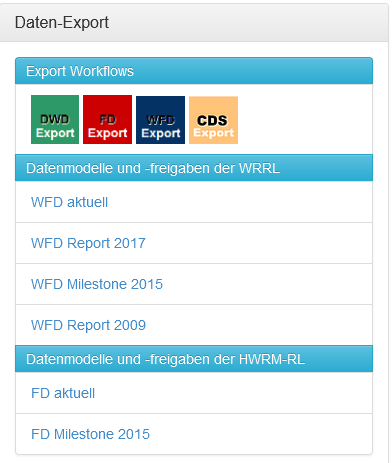 Daten-Export
Export Workflows
DWD FD WFD CDS
Export Export Export Export
Datenmodelle und -freigaben der WRRL
WFD aktuell
WFD Report 2017
WFD Milestone 2015
WFD Report 2009
Datenmodelle und -freigaben der HWRM-RL
FD aktuell
FD Milestone 2015